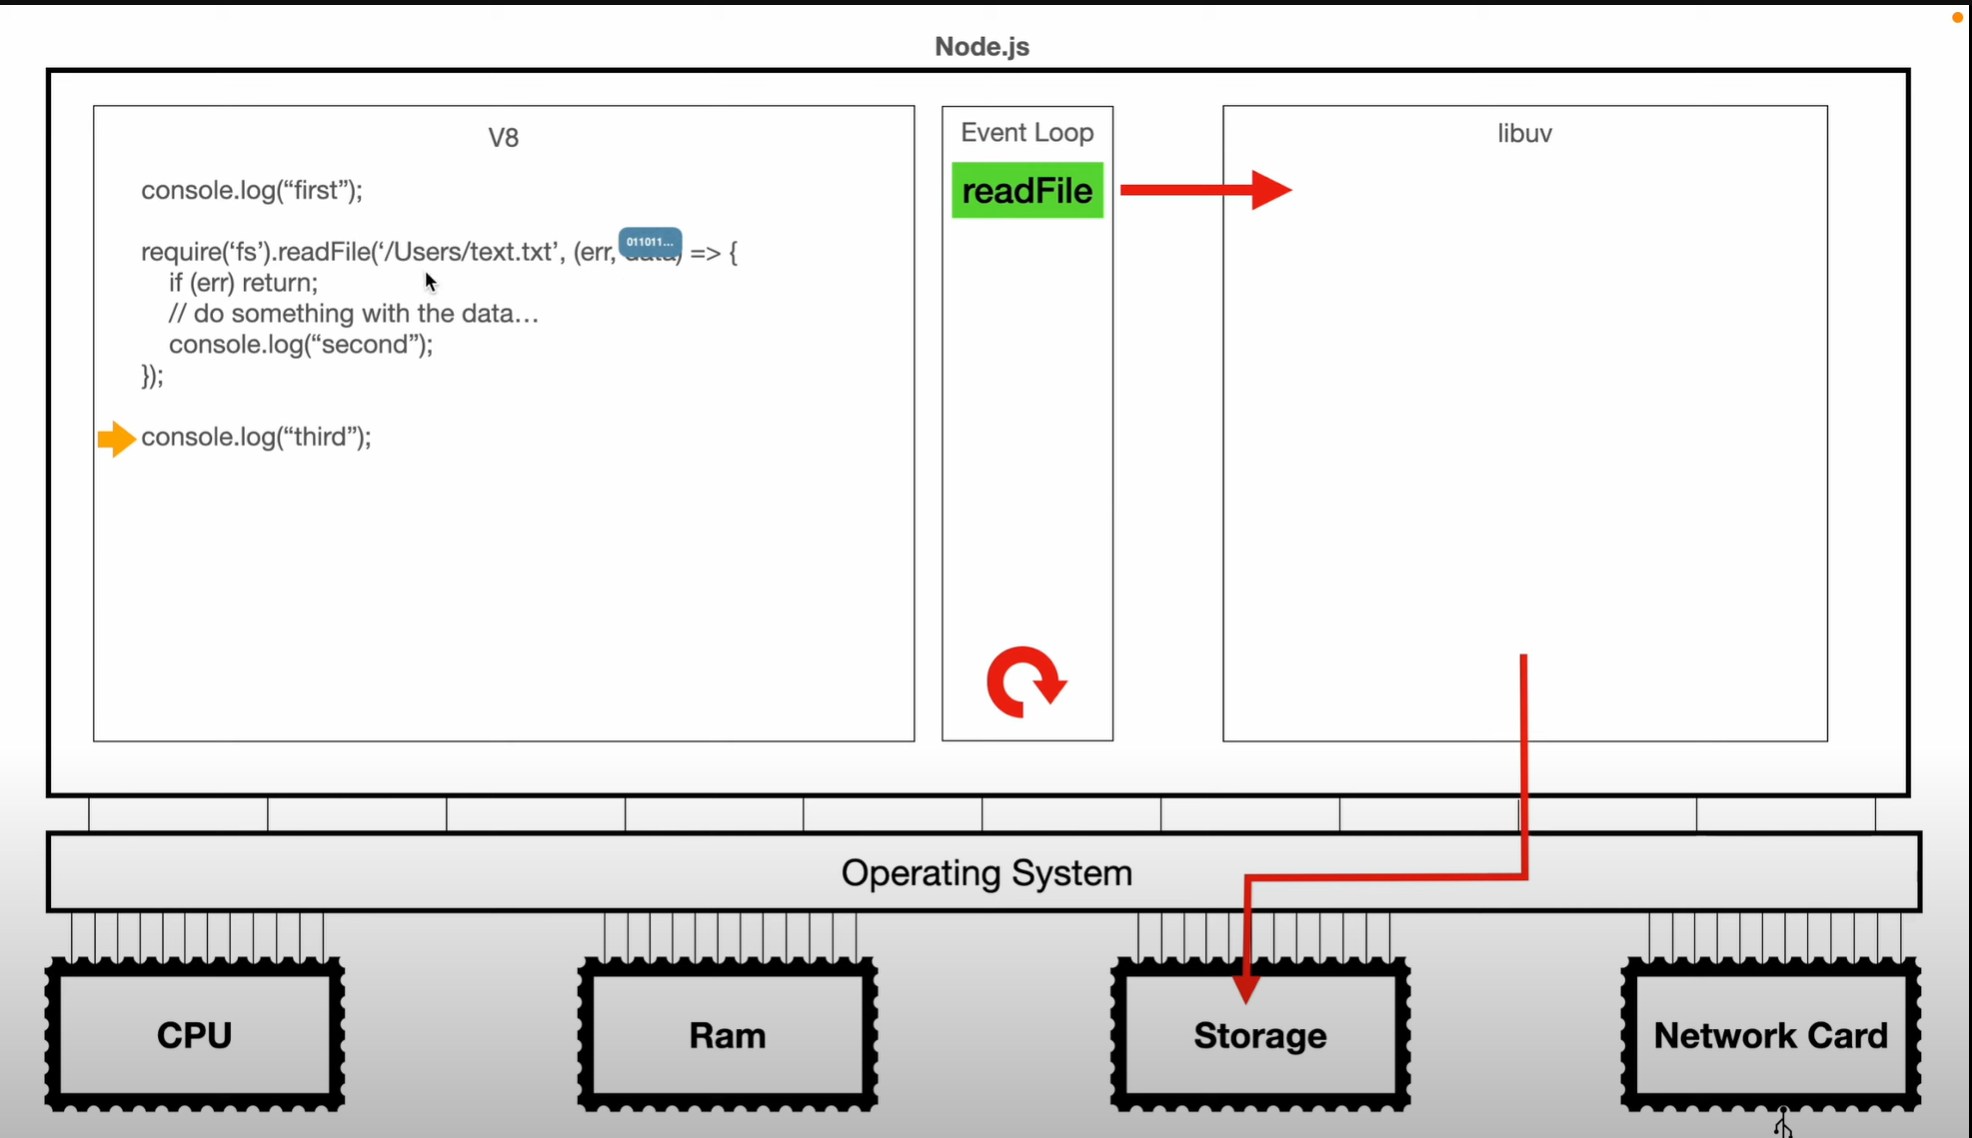 Node.js
V8
console.log(“first”);
require(‘fs’).readFile(‘/Users/text.txt’, (err, data) => {
011011...
if (err) return;
// do something with the data…
console.log(“second”);
});
console.log(“third”);
Event Loop
readFile
libuv
Operating System
CPU
Ram
Storage
Network Card